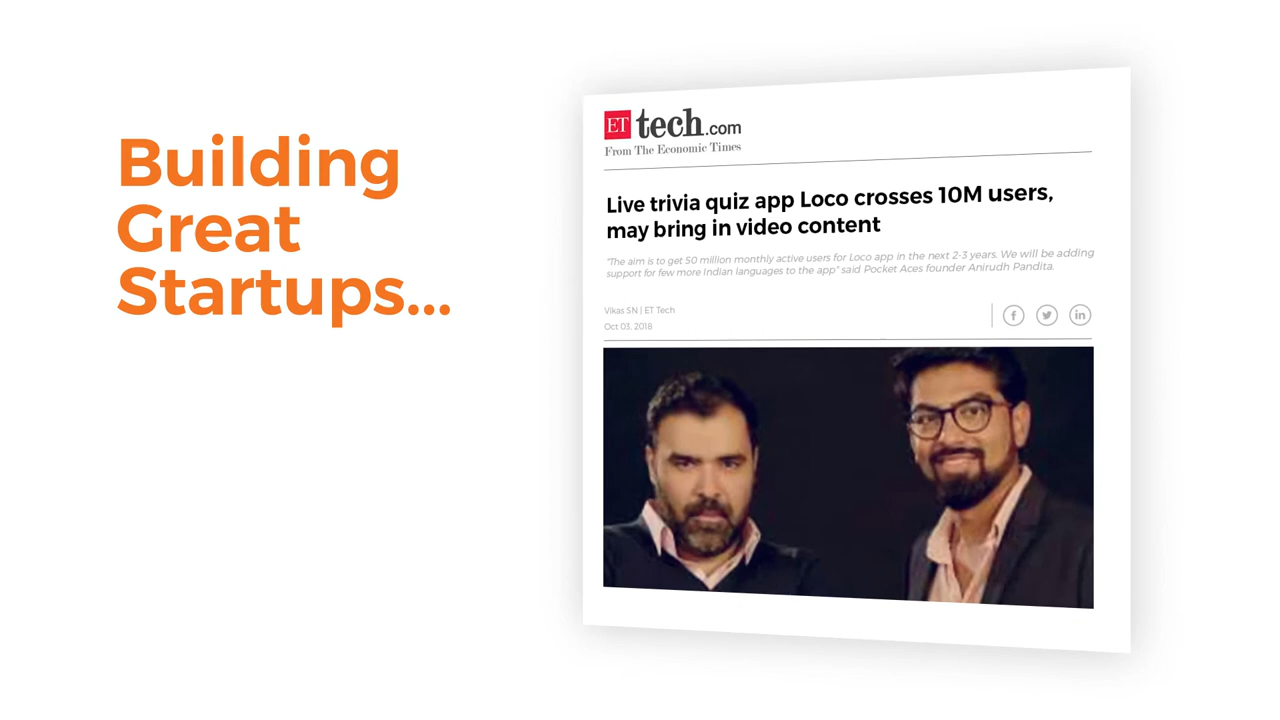 Building
Great
Startups...
ET tech.com
From The Economic Times
Live trivia quiz app Loco crosses 10M users,
may bring in video content
"The aim is to get 50 million monthly active users for Loco app in the next 2-3 years. We will be adding
support for few more Indian languages to the app" said Pocket Aces founder Anirudh Pandita.
Vikas SN | ET Tech
Oct 03, 2018
f
in